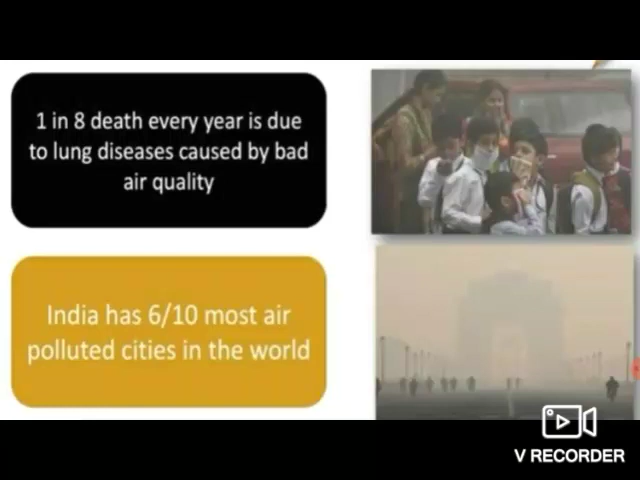 1 in 8 death every year is due
to lung diseases caused by bad
air quality
India has 6/10 most air
polluted cities in the world
V RECORDER